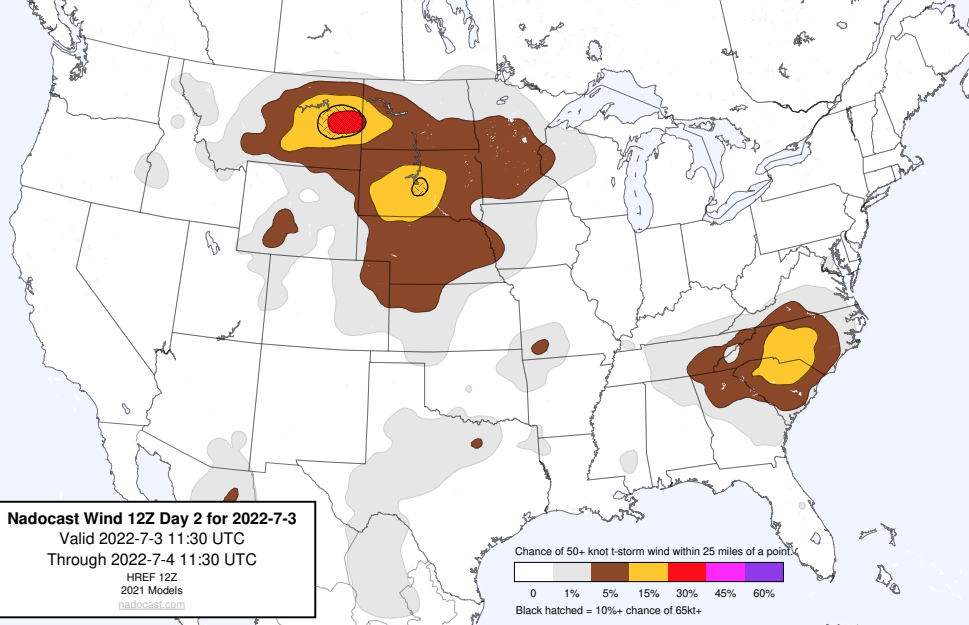 Nadocast Wind 12Z Day 2 for 2022-7-3
Valid 2022-7-3 11:30 UTC
Through 2022-7-4 11:30 UTC
HREF 12Z
2021 Models
nadocast.com
Chance of 50+ knot t-storm wind within 25 miles of a point.
0 1% 5% 15% 30% 45% 60%
Black hatched = 10%+ chance of 65kt+